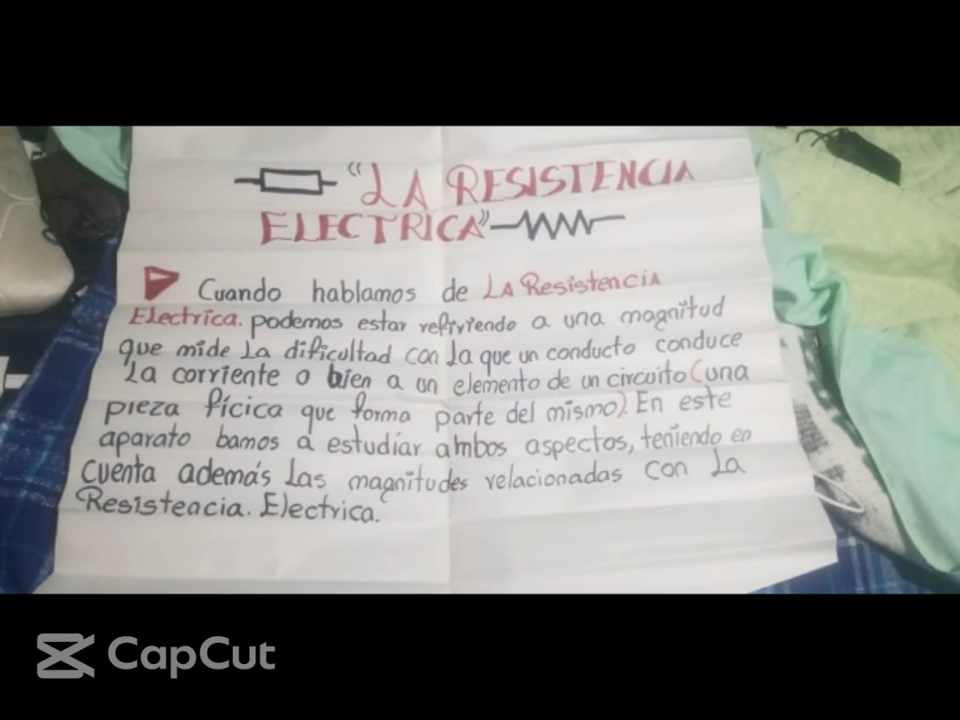 “LA RESISTENCIA
ELECTRICA”
Cuando hablamos de LA Resistencia
Electrica. podemos estar refiriendo a una magnitud
que mide La dificultad con La que un conducto conduce
La corriente o bien a un elemento de un circuito (una
pieza fícica que forma parte del mismo). En este
aparato bamos a estudiar ambos aspectos, teniendo en
cuenta además Las magnitudes relacionadas con La
Resistencia. Electrica.
CapCut